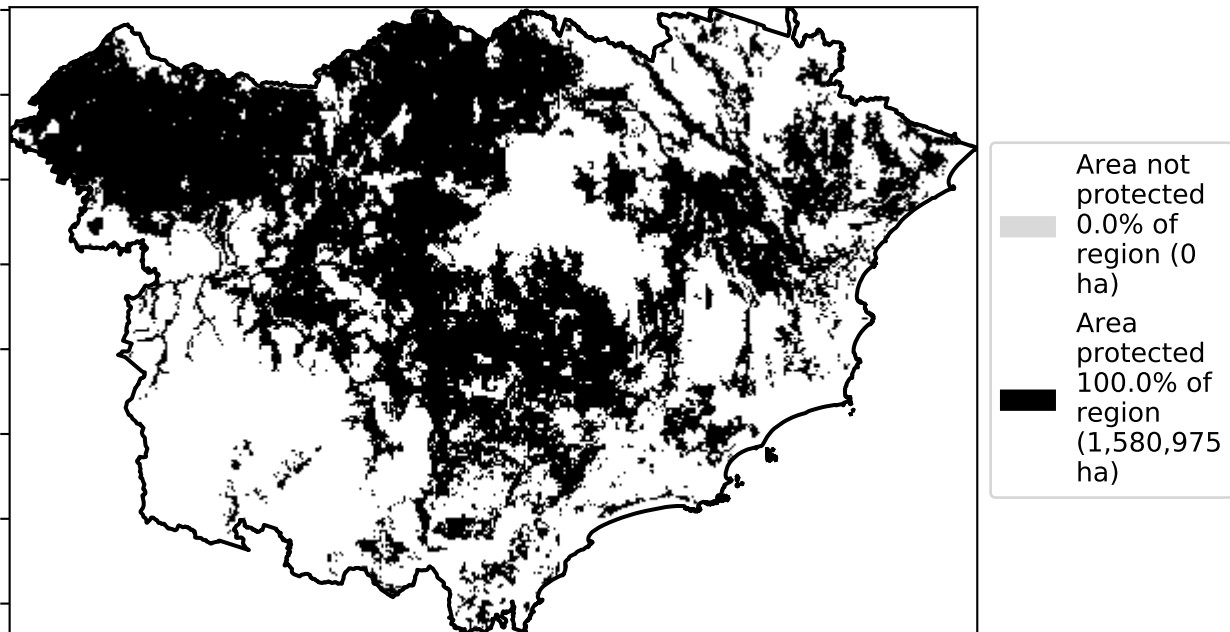 Area not
protected
0.0% of
region (0
ha)
Area
protected
100.0% of
region
(1,580,975
ha)